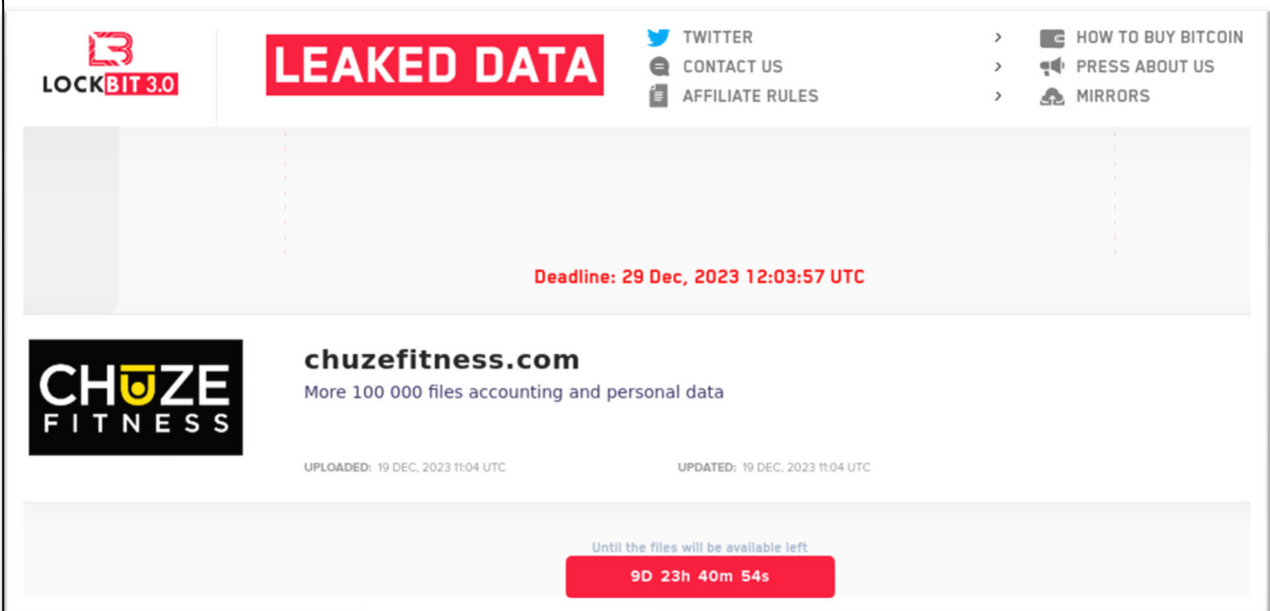 LOCKBIT 3.0
LEAKED DATA
TWITTER
CONTACT US
AFFILIATE RULES
HOW TO BUY BITCOIN
PRESS ABOUT US
MIRRORS
Deadline: 29 Dec, 2023 12:03:57 UTC
CHUZE
FITNESS
chuzefitness.com
More 100 000 files accounting and personal data
UPLOADED: 19 DEC, 2023 11:04 UTC
UPDATED: 19 DEC, 2023 11:04 UTC
Until the files will be available left
9D 23h 40m 54s